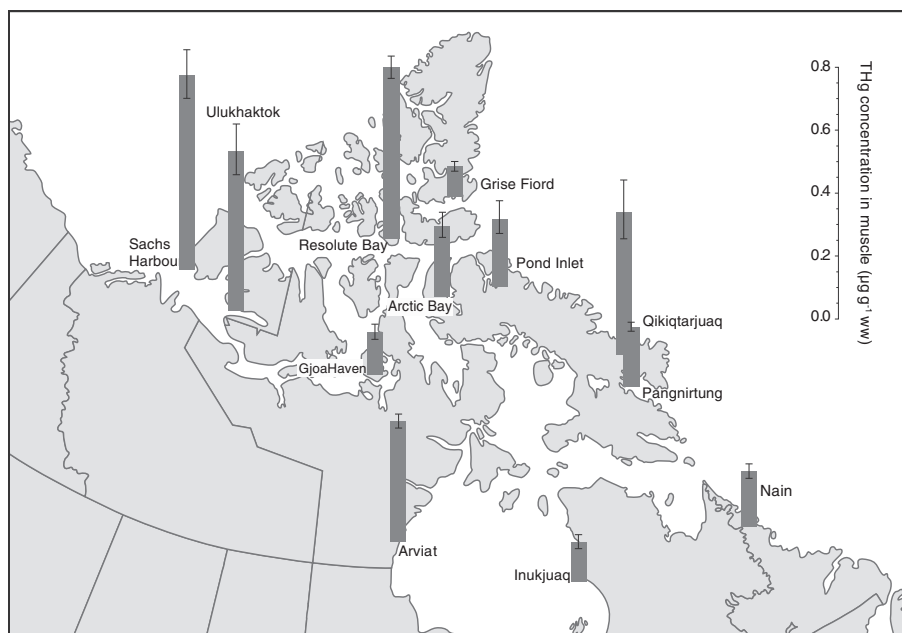 Ulukhaktok
Sachs
Harbou
Resolute Bay
Grise Fiord
Pond Inlet
Arctic Bay
GjoaHaven
Qikiqtarjuaq
Pangnirtung
Arviat
Inukjuaq
Nain
0.8
0.6
0.4
0.2
0.0
THg concentration in muscle (µg g⁻¹ ww)